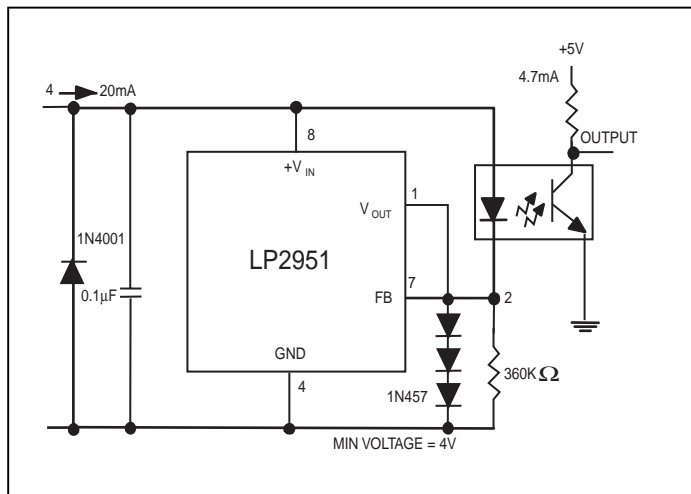 +5V
4.7mA
4 20mA
OUTPUT
8
+V IN
1
V OUT
1N4001
LP2951
0.1µF
7
FB
2
GND
360KΩ
4
1N457
MIN VOLTAGE = 4V